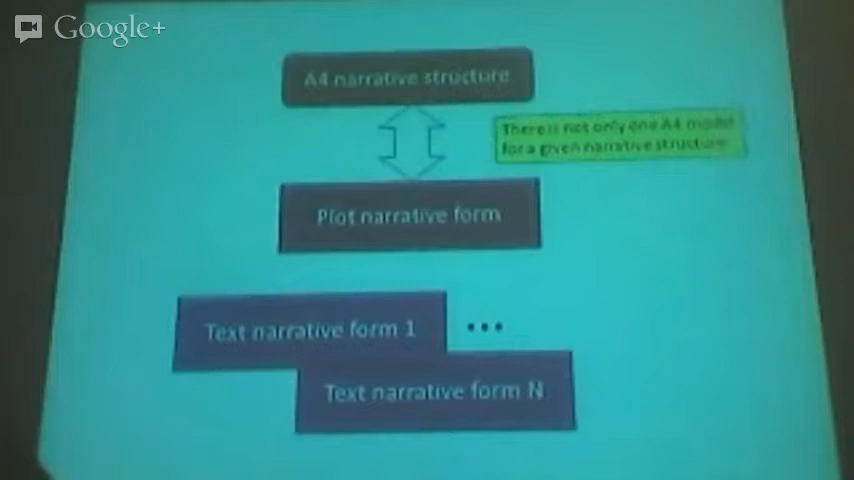 Google+
A4 narrative structure
There is not only one A4 model
for a given narrative structure
Plot narrative form
Text narrative form 1
...
Text narrative form N